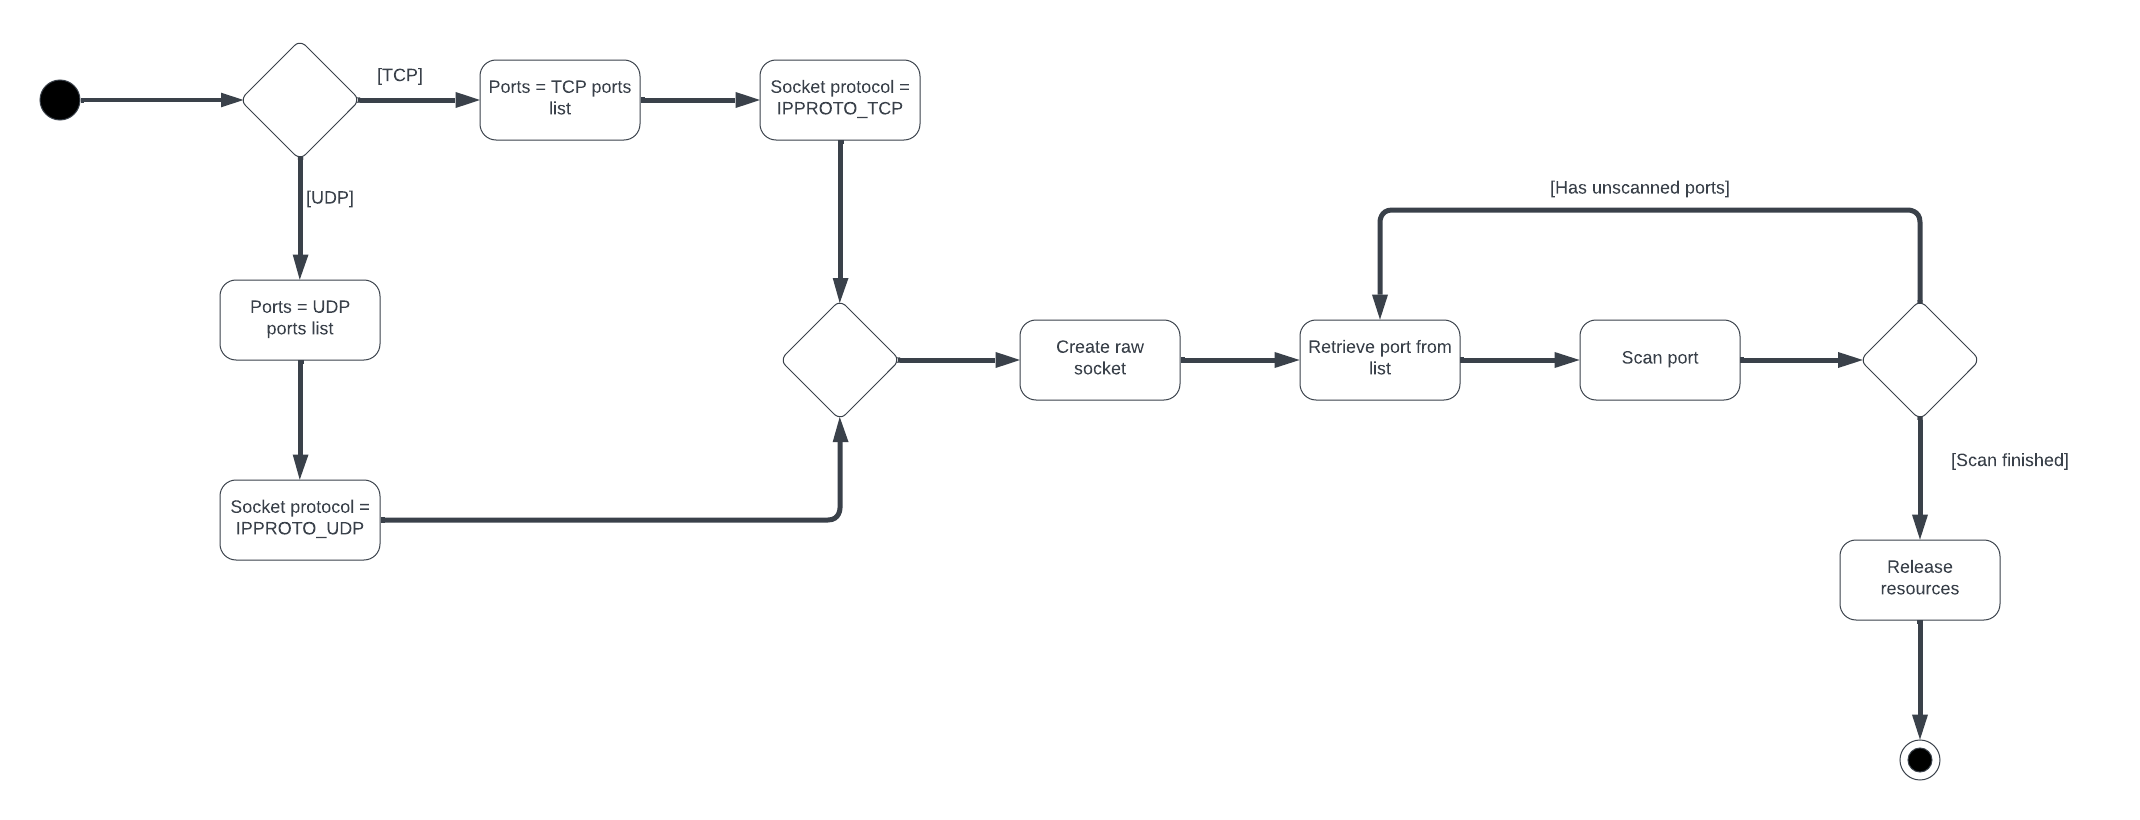 [TCP]
Ports = TCP ports
list
Socket protocol =
IPPROTO_TCP
[UDP]
Ports = UDP
ports list
Socket protocol =
IPPROTO_UDP
Create raw
socket
[Has unscanned ports]
Retrieve port from
list
Scan port
[Scan finished]
Release
resources